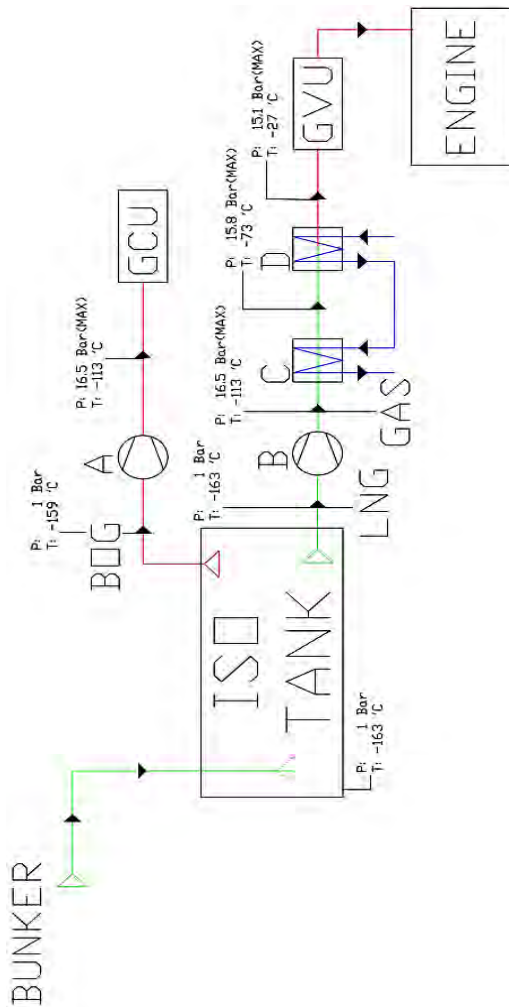 BUNKER
ISO
TANK
P: 1 Bar
T: -163 °C
BOG
P: 1 Bar
T: -159 °C
A
P: 16.5 Bar(MAX)
T: -113 °C
GCU
LNG
P: 1 Bar
T: -163 °C
B
GAS
P: 16.5 Bar(MAX)
T: -113 °C
C
P: 15.8 Bar(MAX)
T: -73 °C
D
P: 15.1 Bar(MAX)
T: -27 °C
GVU
ENGINE